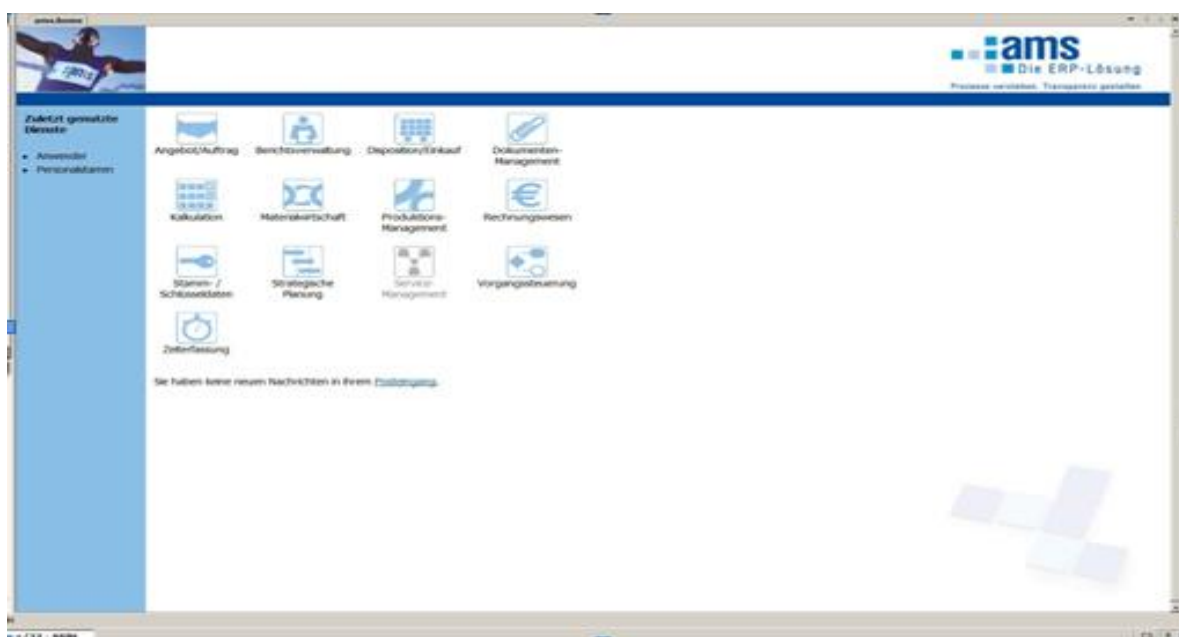 ams.home
ams
Die ERP-Lösung
Prozesse verstehen. Transparenz gestalten
Zuletzt genutzte
Dienste
Anwender
Personalstamm
Angebot/Auftrag
Berichtsverwaltung
Disposition/Einkauf
Dokumenten-
Management
Kalkulation
Materialwirtschaft
Produktions-
Management
Rechnungswesen
Stamm- /
Schlüsseldaten
Strategische
Planung
Service-
Management
Vorgangssteuerung
Zeiterfassung
Sie haben keine neuen Nachrichten in ihrem Posteingang.